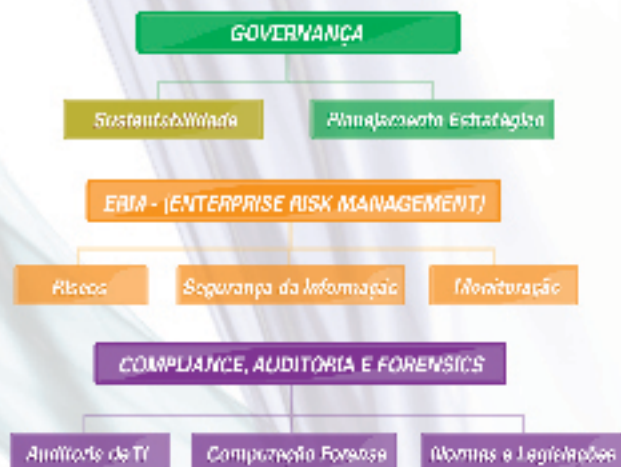 GOVERNANÇA
Sustentabilidade
Planejamento Estratégico
ERM - (ENTERPRISE RISK MANAGEMENT)
Riscos
Segurança da Informação
Monitoração
COMPLIANCE, AUDITORIA E FORENSICS
Auditoria de TI
Computação Forense
Normas e Legislações